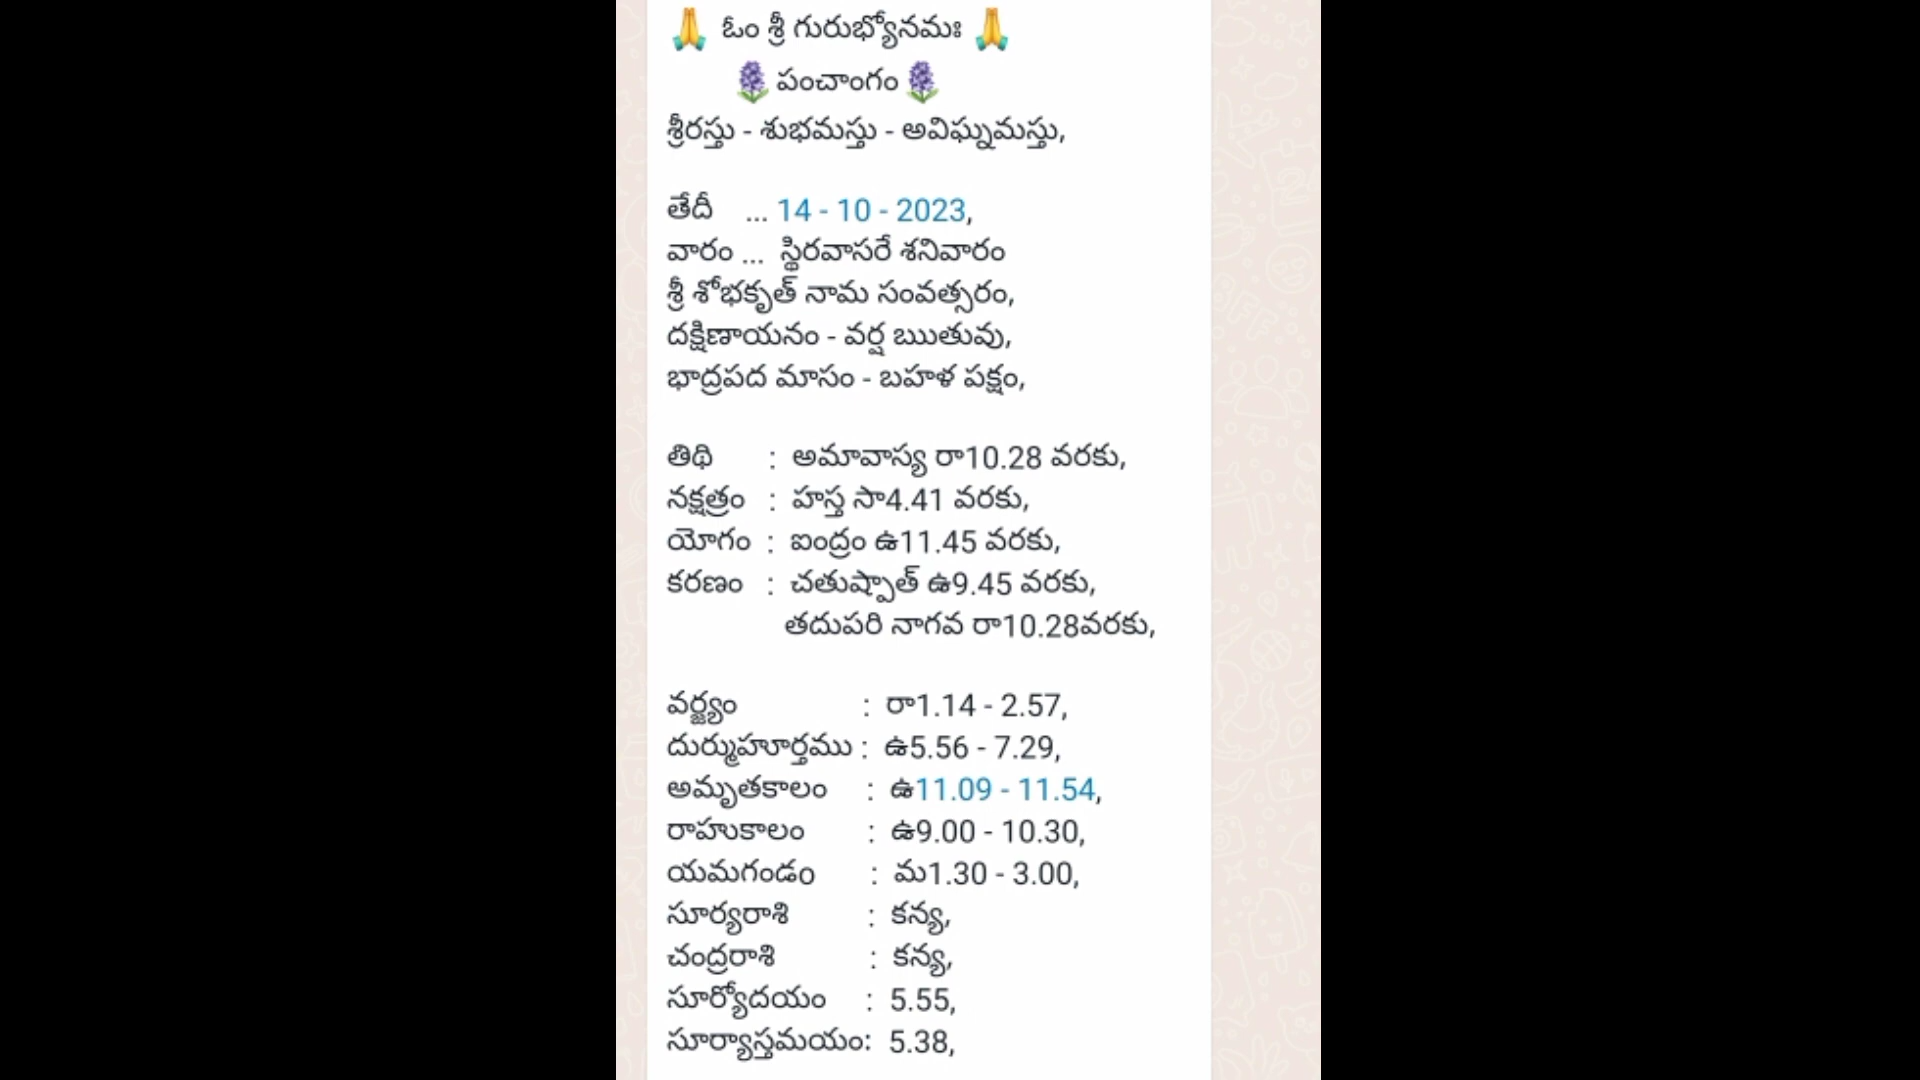 🙏 ఓం శ్రీ గురుభ్యోనమః 🙏
🪻పంచాంగం🪻
శ్రీరస్తు - శుభమస్తు - అవిఘ్నమస్తు,
తేదీ ... 14 - 10 - 2023,
వారం ... స్థిరవాసరే శనివారం
శ్రీ శోభకృత్ నామ సంవత్సరం,
దక్షిణాయనం - వర్ష ఋతువు,
భాద్రపద మాసం - బహళ పక్షం,
తిథి : అమావాస్య రా10.28 వరకు,
నక్షత్రం : హస్త సా4.41 వరకు,
యోగం : ఐంద్రం ఉ11.45 వరకు,
కరణం : చతుష్పాత్ ఉ9.45 వరకు,
తదుపరి నాగవ రా10.28వరకు,
వర్జ్యం : రా1.14 - 2.57,
దుర్ముహూర్తము : ఉ5.56 - 7.29,
అమృతకాలం : ఉ11.09 - 11.54,
రాహుకాలం : ఉ9.00 - 10.30,
యమగండం : మ1.30 - 3.00,
సూర్యరాశి : కన్య,
చంద్రరాశి : కన్య,
సూర్యోదయం : 5.55,
సూర్యాస్తమయం: 5.38,